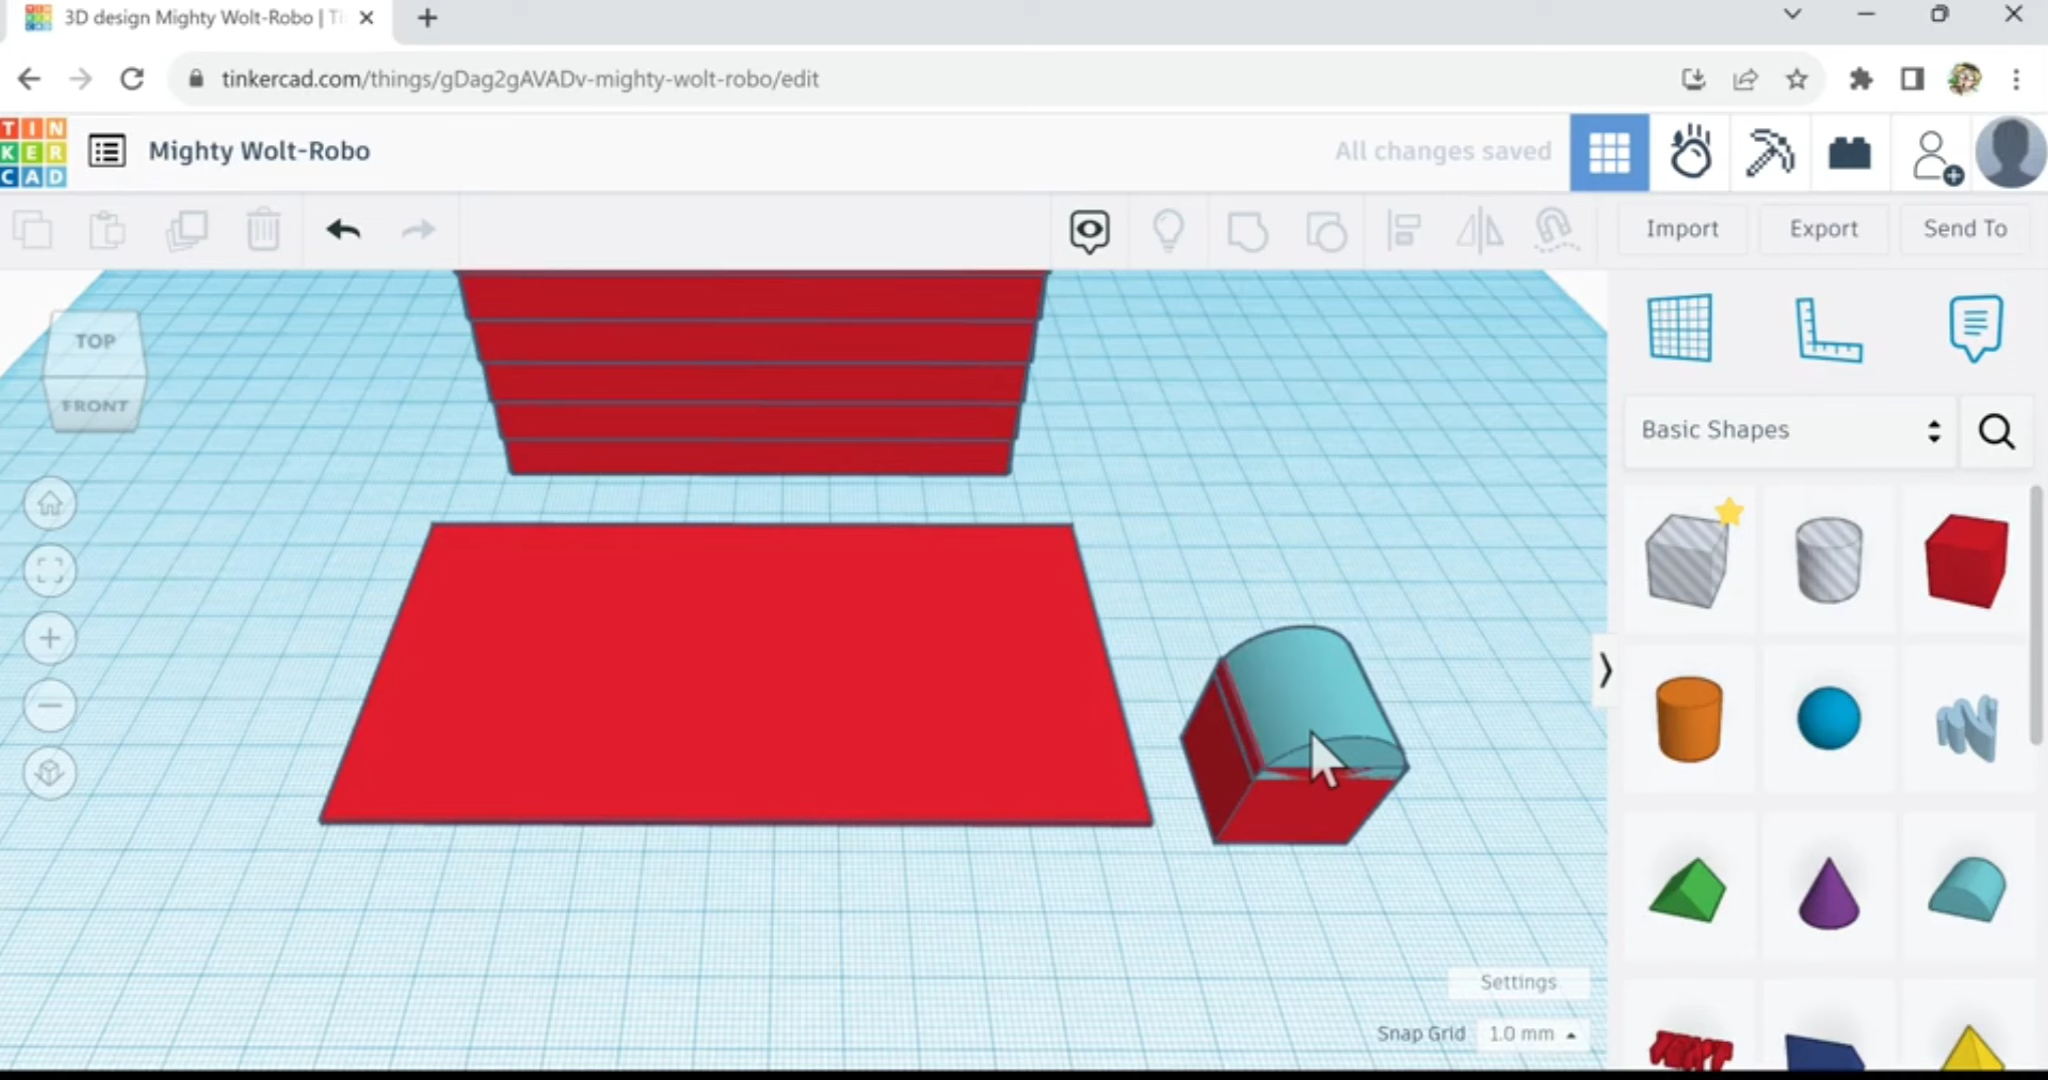 3D design Mighty Wolt-Robo | Ti
tinkercad.com/things/gDag2gAVADv-mighty-wolt-robo/edit
TIN
KER
CAD
Mighty Wolt-Robo
All changes saved
Import
Export
Send To
TOP
FRONT
Basic Shapes
TEXT
Settings
Snap Grid 1.0 mm